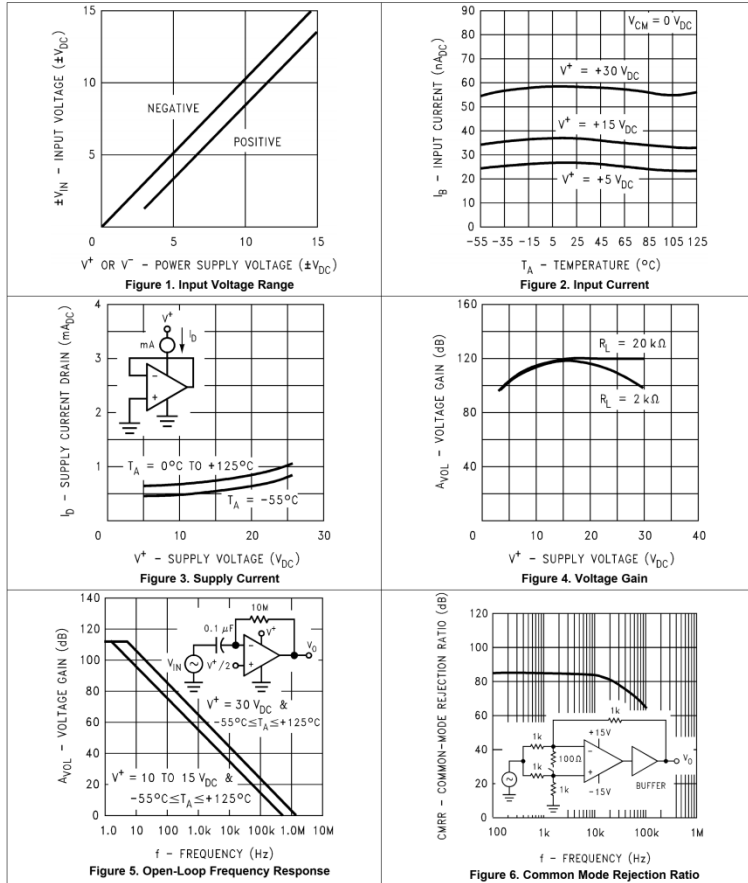 ±V_IN – INPUT VOLTAGE (±V_DC)
15
10
5
0
5
10
15
NEGATIVE
POSITIVE
V⁺ OR V⁻ – POWER SUPPLY VOLTAGE (±V_DC)
Figure 1. Input Voltage Range
I_B – INPUT CURRENT (nA_DC)
90
80
70
60
50
40
30
20
10
0
V_CM = 0 V_DC
V⁺ = +30 V_DC
V⁺ = +15 V_DC
V⁺ = +5 V_DC
-55 -35 -15 5 25 45 65 85 105 125
T_A – TEMPERATURE (°C)
Figure 2. Input Current
I_D – SUPPLY CURRENT DRAIN (mA_DC)
4
3
2
1
0
V⁺
mA
I_D
–
+
T_A = 0°C TO +125°C
T_A = -55°C
0 10 20 30
V⁺ – SUPPLY VOLTAGE (V_DC)
Figure 3. Supply Current
A_VOL – VOLTAGE GAIN (dB)
160
120
80
40
R_L = 20 kΩ
R_L = 2 kΩ
0 10 20 30 40
V⁺ – SUPPLY VOLTAGE (V_DC)
Figure 4. Voltage Gain
A_VOL – VOLTAGE GAIN (dB)
140
120
100
80
60
40
20
0
10M
0.1 µF
V⁺
V_IN
V⁺/2
–
+
V_O
V⁺ = 30 V_DC &
-55°C≤T_A≤+125°C
V⁺ = 10 TO 15 V_DC &
-55°C≤T_A≤+125°C
1.0 10 100 1.0k 10k 100k 1.0M 10M
f – FREQUENCY (Hz)
Figure 5. Open-Loop Frequency Response
CMRR – COMMON-MODE REJECTION RATIO (dB)
120
100
80
60
40
20
0
1k
+15V
1k
100Ω
1k
1k
–
+
-15V
BUFFER
V_O
100 1k 10k 100k 1M
f – FREQUENCY (Hz)
Figure 6. Common Mode Rejection Ratio